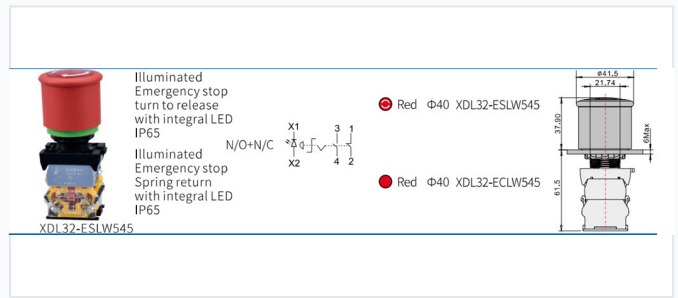 Illuminated
Emergency stop
turn to release
with integral LED
IP65
Illuminated
Emergency stop
Spring return
with integral LED
IP65
XDL32-ESLW545
N/O+N/C
X1
X2
3 1
4 2
Red Φ40 XDL32-ESLW545
Red Φ40 XDL32-ECLW545
ø41.5
21.74
37.90
6Max
61.5